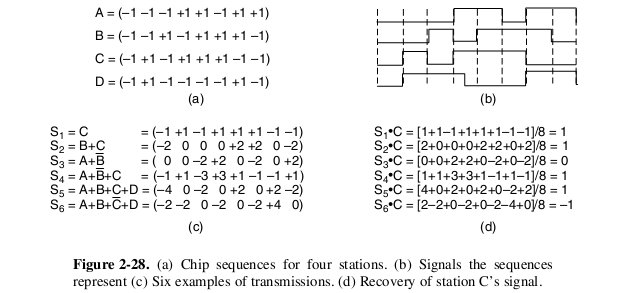 A = (–1 –1 –1 +1 +1 –1 +1 +1)
B = (–1 –1 +1 –1 +1 +1 +1 –1)
C = (–1 +1 –1 +1 +1 +1 –1 –1)
D = (–1 +1 –1 –1 –1 –1 +1 –1)
(a)
(b)
S₁ = C = (–1 +1 –1 +1 +1 +1 –1 –1)
S₂ = B+C = (–2 0 0 0 +2 +2 0 –2)
S₃ = A+B̅ = ( 0 0 –2 +2 0 –2 0 +2)
S₄ = A+B̅+C = (–1 +1 –3 +3 +1 –1 –1 +1)
S₅ = A+B+C+D = (–4 0 –2 0 +2 0 +2 –2)
S₆ = A+B+C̅+D = (–2 –2 0 –2 0 –2 +4 0)
(c)
S₁•C = [1+1–1+1+1+1–1–1]/8 = 1
S₂•C = [2+0+0+0+2+2+0+2]/8 = 1
S₃•C = [0+0+2+2+0–2+0–2]/8 = 0
S₄•C = [1+1+3+3+1–1+1–1]/8 = 1
S₅•C = [4+0+2+0+2+0–2+2]/8 = 1
S₆•C = [2–2+0–2+0–2–4+0]/8 = –1
(d)
Figure 2-28. (a) Chip sequences for four stations. (b) Signals the sequences
represent (c) Six examples of transmissions. (d) Recovery of station C's signal.